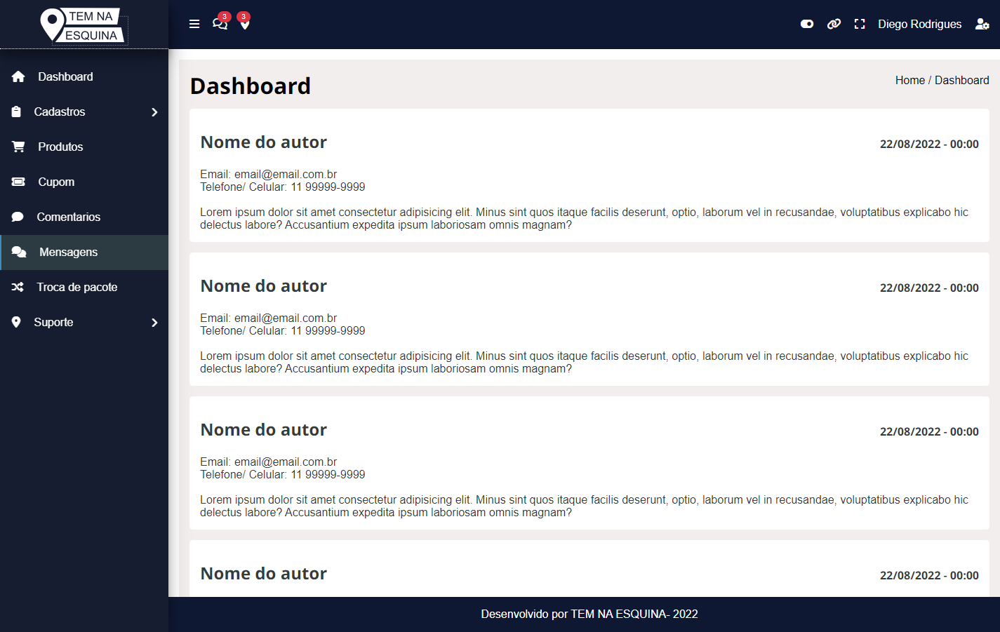 TEM NA
ESQUINA
3
3
Diego Rodrigues
Dashboard
Cadastros
Produtos
Cupom
Comentarios
Mensagens
Troca de pacote
Suporte
Dashboard
Home / Dashboard
Nome do autor
22/08/2022 - 00:00
Email: email@email.com.br
Telefone/ Celular: 11 99999-9999
Lorem ipsum dolor sit amet consectetur adipisicing elit. Minus sint quos itaque facilis deserunt, optio, laborum vel in recusandae, voluptatibus explicabo hic
delectus labore? Accusantium expedita ipsum laboriosam omnis magnam?
Nome do autor
22/08/2022 - 00:00
Email: email@email.com.br
Telefone/ Celular: 11 99999-9999
Lorem ipsum dolor sit amet consectetur adipisicing elit. Minus sint quos itaque facilis deserunt, optio, laborum vel in recusandae, voluptatibus explicabo hic
delectus labore? Accusantium expedita ipsum laboriosam omnis magnam?
Nome do autor
22/08/2022 - 00:00
Email: email@email.com.br
Telefone/ Celular: 11 99999-9999
Lorem ipsum dolor sit amet consectetur adipisicing elit. Minus sint quos itaque facilis deserunt, optio, laborum vel in recusandae, voluptatibus explicabo hic
delectus labore? Accusantium expedita ipsum laboriosam omnis magnam?
Nome do autor
22/08/2022 - 00:00
Desenvolvido por TEM NA ESQUINA- 2022